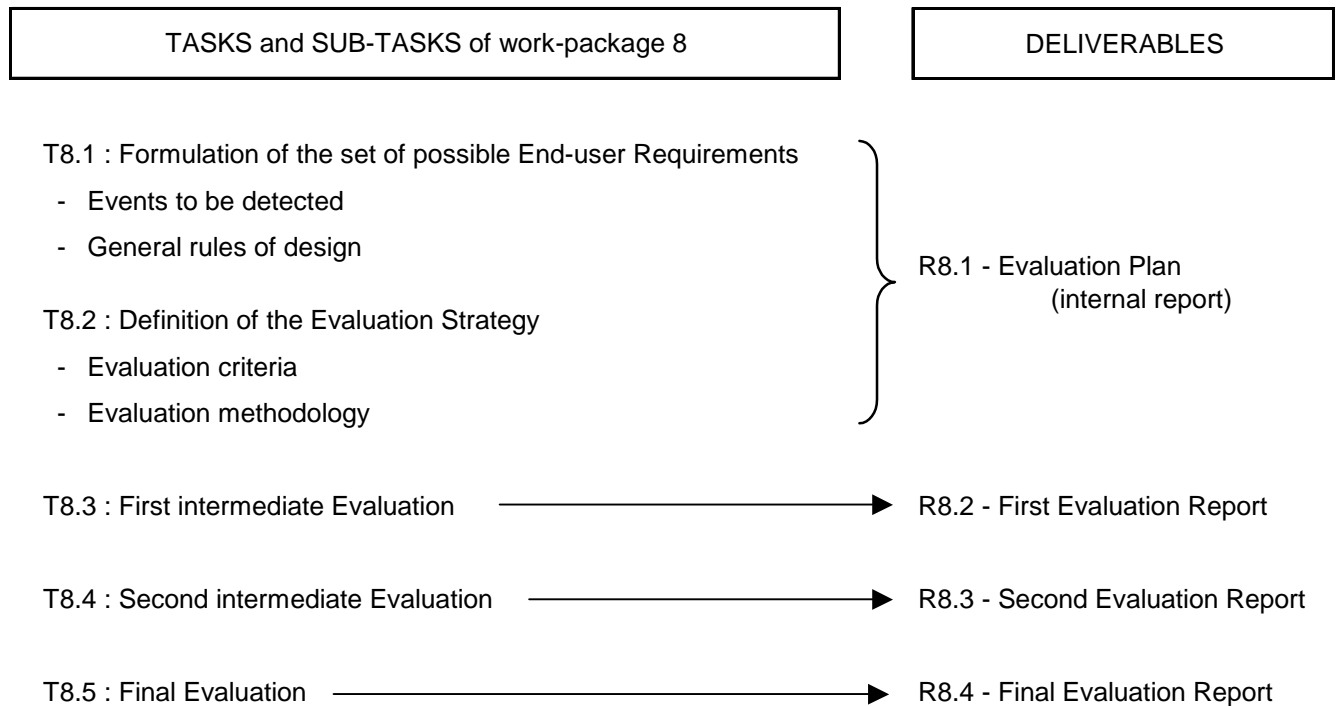 TASKS and SUB-TASKS of work-package 8
DELIVERABLES
T8.1 : Formulation of the set of possible End-user Requirements
- Events to be detected
- General rules of design
T8.2 : Definition of the Evaluation Strategy
- Evaluation criteria
- Evaluation methodology
R8.1 - Evaluation Plan
(internal report)
T8.3 : First intermediate Evaluation
R8.2 - First Evaluation Report
T8.4 : Second intermediate Evaluation
R8.3 - Second Evaluation Report
T8.5 : Final Evaluation
R8.4 - Final Evaluation Report